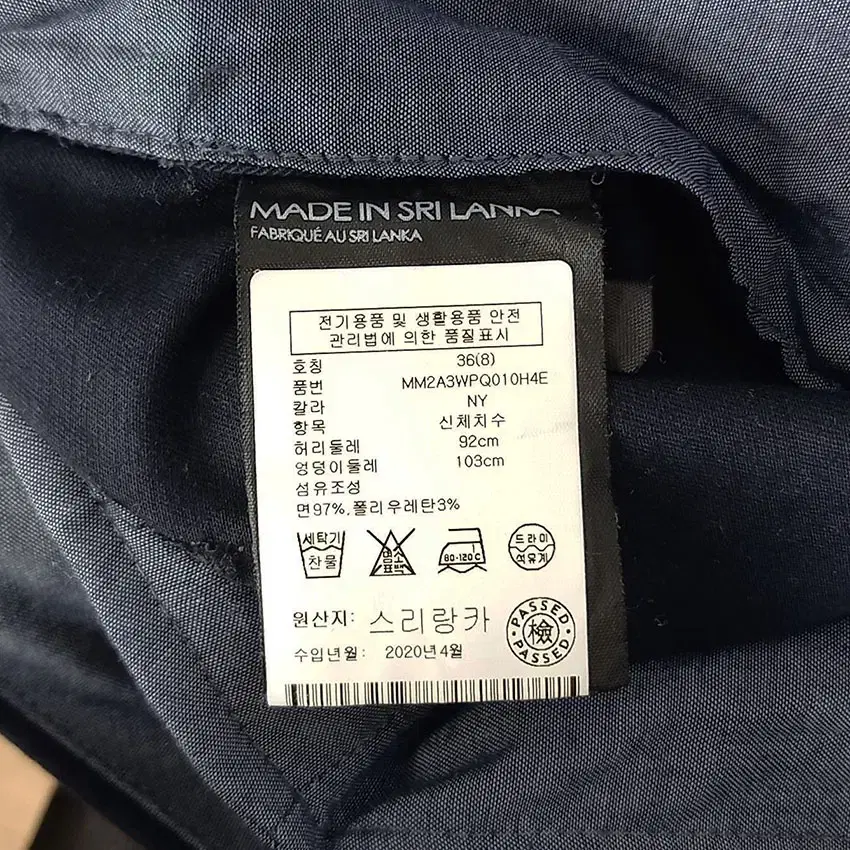 MADE IN SRI LANKA
FABRIQUÉ AU SRI LANKA
전기용품 및 생활용품 안전
관리법에 의한 품질표시
호칭 36(8)
품번 MM2A3WPQ010H4E
칼라 NY
항목 신체치수
허리둘레 92cm
엉덩이둘레 103cm
섬유조성
면97%,폴리우레탄3%
세탁기
찬물
염소
표백
80-120℃
드라이
석유계
원산지: 스리랑카
수입년월: 2020년4월
PASSED
檢
PASSED